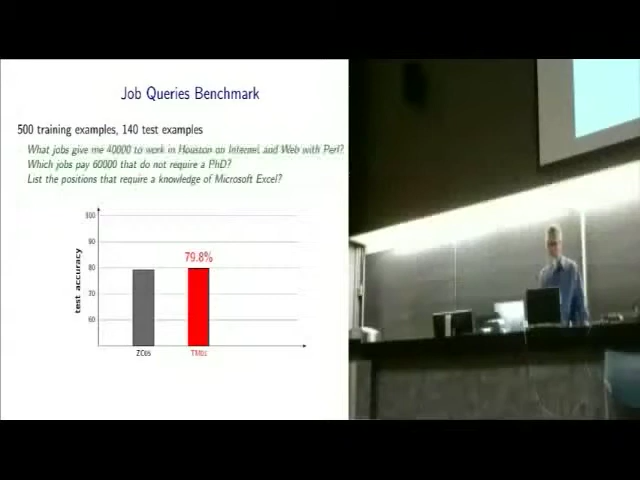 Job Queries Benchmark
500 training examples, 140 test examples
What jobs give me 40000 to work in Houston on Internet and Web with Perl?
Which jobs pay 60000 that do not require a PhD?
List the positions that require a knowledge of Microsoft Excel?
100
90
80
70
60
test accuracy
79.8%
ZC05
TM01